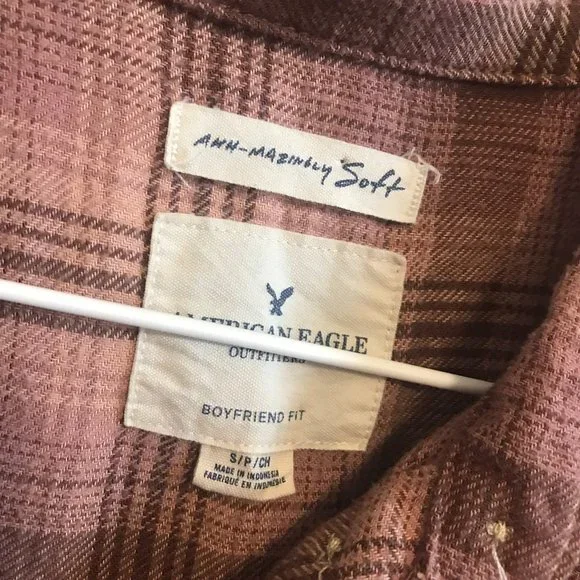 AHH-MAZINGLY Soft
AMERICAN EAGLE
OUTFITTERS
BOYFRIEND FIT
S/P/CH
MADE IN INDONESIA
FABRIQUÉ EN INDONÉSIE